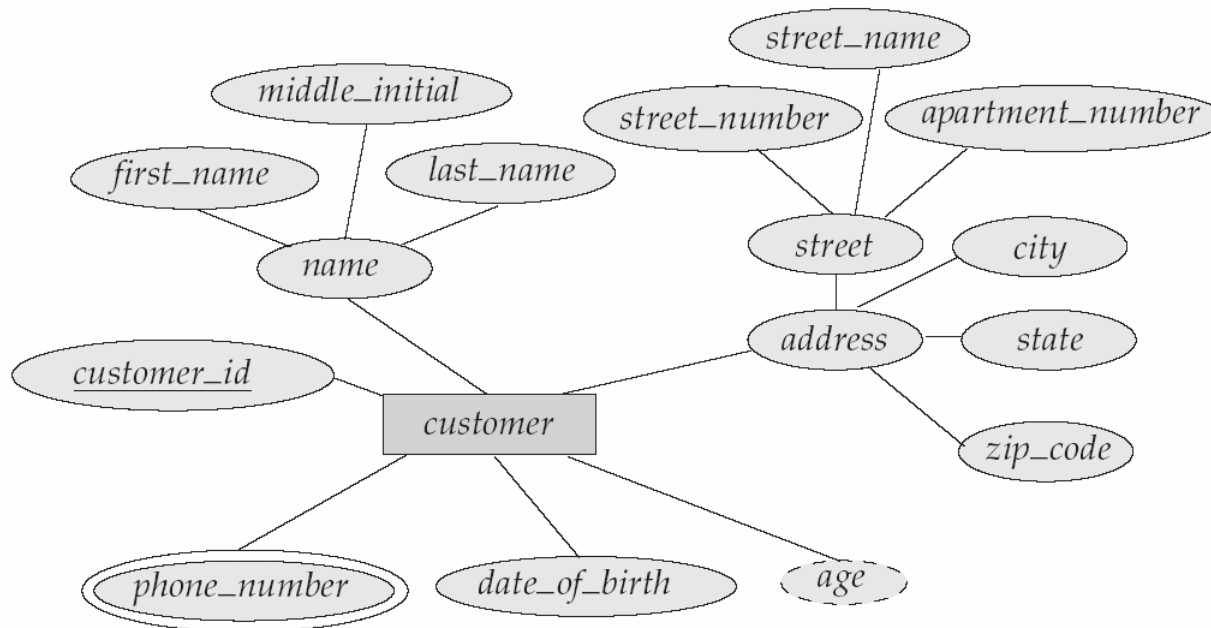 street_name
middle_initial
street_number
apartment_number
first_name
last_name
name
street
city
address
state
customer_id
customer
zip_code
phone_number
date_of_birth
age